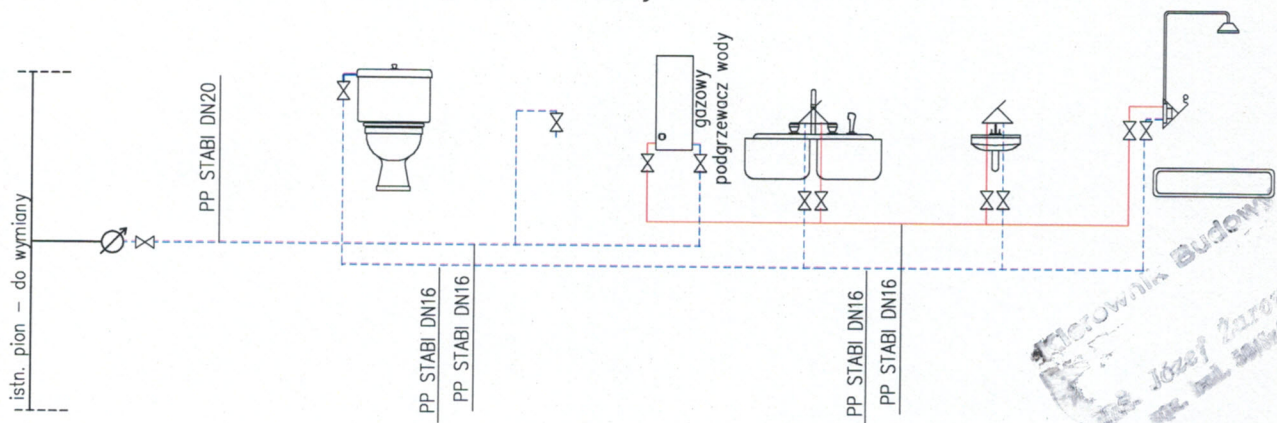 istn. pion – do wymiany
PP STABI DN20
PP STABI DN16
PP STABI DN16
gazowy
podgrzewacz wody
PP STABI DN16
PP STABI DN16
Kierownik Budowy
Józef